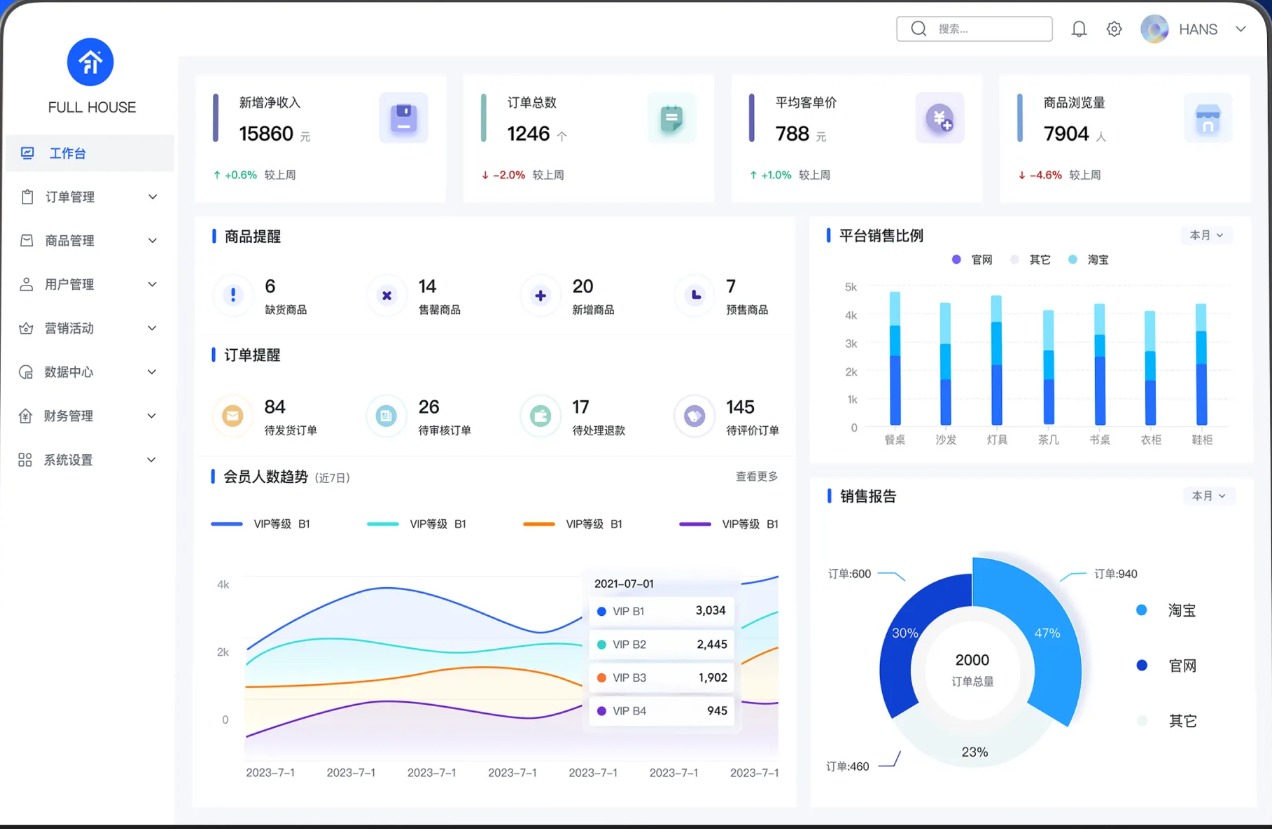 搜索...
HANS
FULL HOUSE
工作台
订单管理
商品管理
用户管理
营销活动
数据中心
财务管理
系统设置
新增净收入
15860 元
↑ +0.6% 较上周
订单总数
1246 个
↓ -2.0% 较上周
平均客单价
788 元
↑ +1.0% 较上周
商品浏览量
7904 人
↓ -4.6% 较上周
商品提醒
6
缺货商品
14
售罄商品
20
新增商品
7
预售商品
订单提醒
84
待发货订单
26
待审核订单
17
待处理退款
145
待评价订单
会员人数趋势 (近7日)
查看更多
VIP等级 B1
VIP等级 B1
VIP等级 B1
VIP等级 B1
4k
2k
0
2021-07-01
VIP B1 3,034
VIP B2 2,445
VIP B3 1,902
VIP B4 945
2023-7-1 2023-7-1 2023-7-1 2023-7-1 2023-7-1 2023-7-1 2023-7-1
平台销售比例
本月
官网 其它 淘宝
5k
4k
3k
2k
1k
0
餐桌 沙发 灯具 茶几 书桌 衣柜 鞋柜
销售报告
本月
订单:600
订单:940
30%
47%
2000
订单总量
23%
订单:460
淘宝
官网
其它